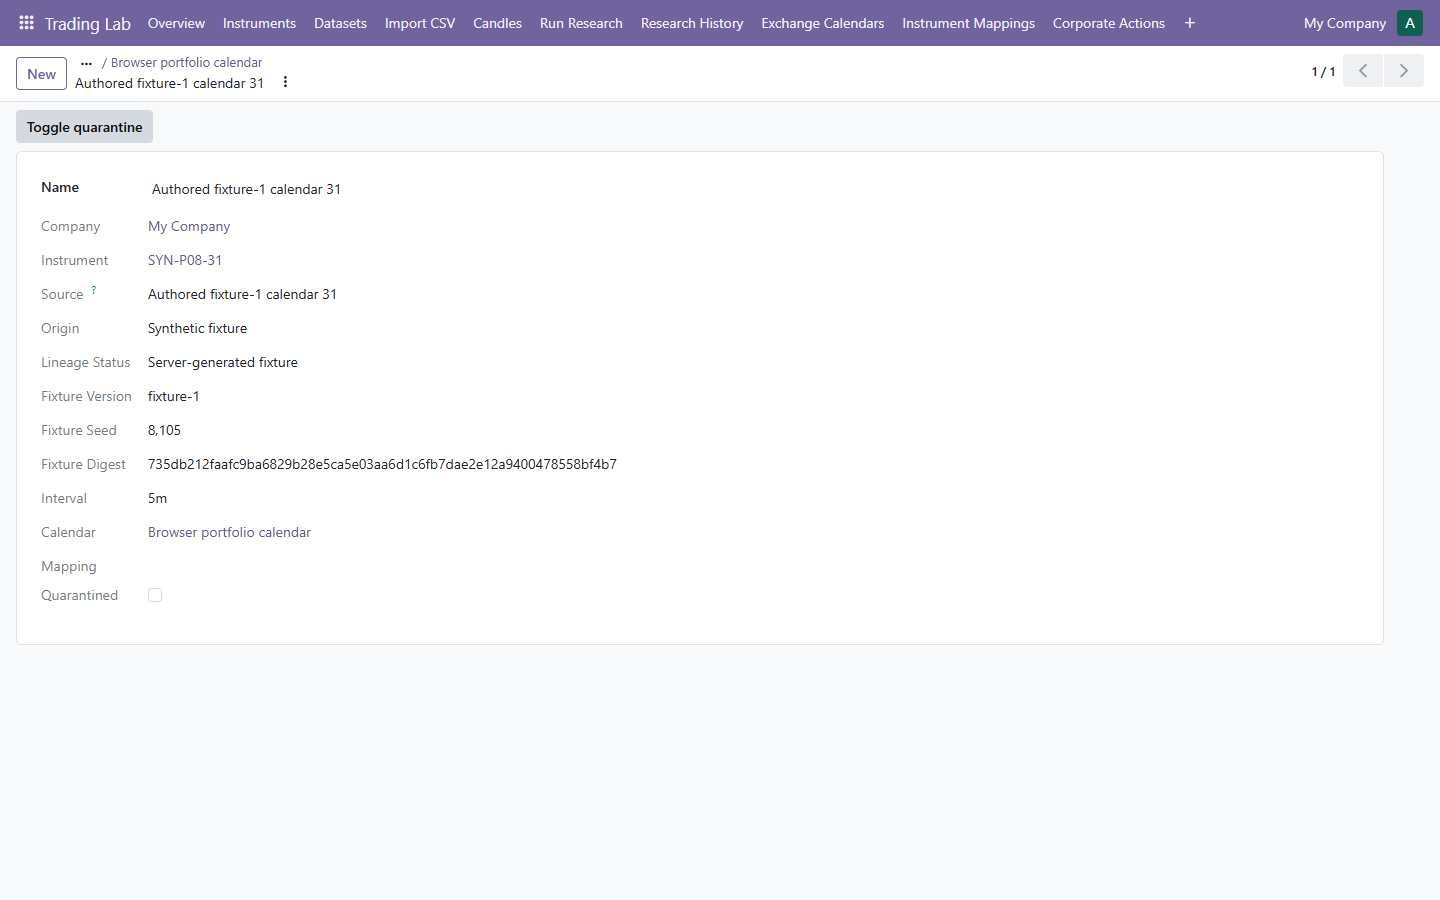 Trading Lab Overview Instruments Datasets Import CSV Candles Run Research Research History Exchange Calendars Instrument Mappings Corporate Actions + My Company A
New ... / Browser portfolio calendar
Authored fixture-1 calendar 31
1 / 1
Toggle quarantine
Name Authored fixture-1 calendar 31
Company My Company
Instrument SYN-P08-31
Source ? Authored fixture-1 calendar 31
Origin Synthetic fixture
Lineage Status Server-generated fixture
Fixture Version fixture-1
Fixture Seed 8,105
Fixture Digest 735db212faafc9ba6829b28e5ca5e03aa6d1c6fb7dae2e12a9400478558bf4b7
Interval 5m
Calendar Browser portfolio calendar
Mapping
Quarantined